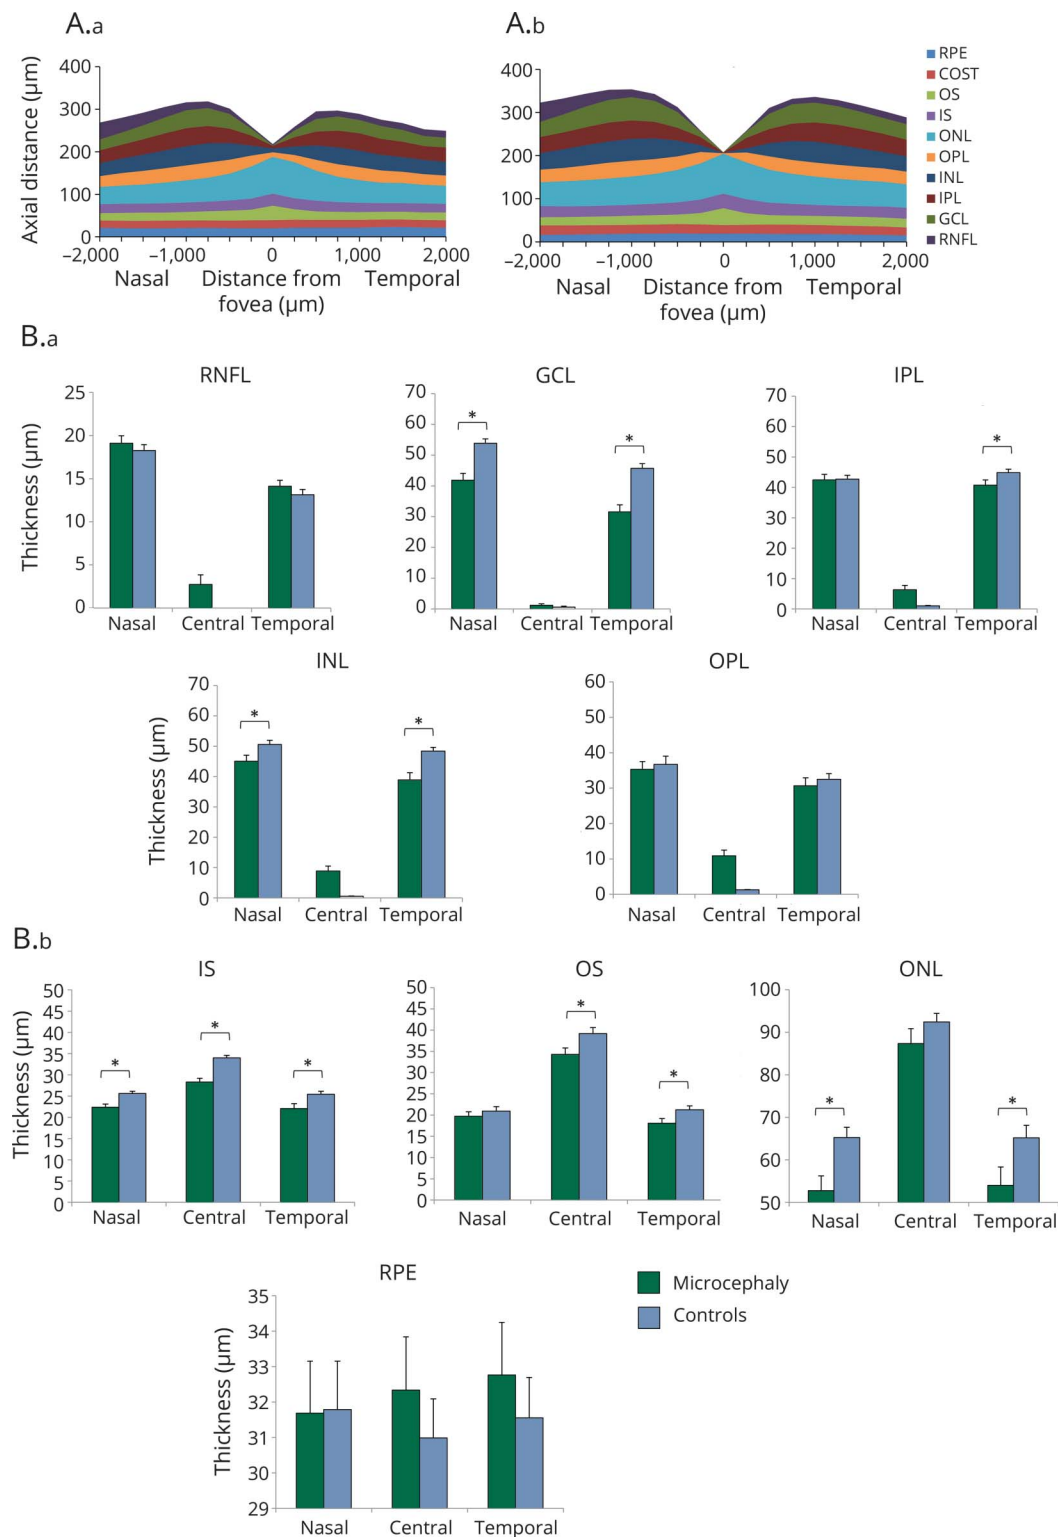 A.a
A.b
Axial distance (μm)
400
300
200
100
0
−2,000
−1,000
0
1,000
2,000
Nasal
Distance from
fovea (μm)
Temporal
400
300
200
100
0
−2,000
−1,000
0
1,000
2,000
Nasal
Distance from
fovea (μm)
Temporal
RPE
COST
OS
IS
ONL
OPL
INL
IPL
GCL
RNFL
B.a
RNFL
Thickness (μm)
25
20
15
10
5
0
Nasal
Central
Temporal
GCL
70
60
50
40
30
20
10
0
*
*
Nasal
Central
Temporal
IPL
70
60
50
40
30
20
10
0
*
Nasal
Central
Temporal
INL
Thickness (μm)
70
60
50
40
30
20
10
0
*
*
Nasal
Central
Temporal
OPL
60
50
40
30
20
10
0
Nasal
Central
Temporal
B.b
IS
Thickness (μm)
50
45
40
35
30
25
20
15
10
5
0
*
*
*
Nasal
Central
Temporal
OS
50
45
40
35
30
25
20
15
10
5
0
*
*
Nasal
Central
Temporal
ONL
100
90
80
70
60
50
*
*
Nasal
Central
Temporal
RPE
Thickness (μm)
35
34
33
32
31
30
29
Nasal
Central
Temporal
Microcephaly
Controls